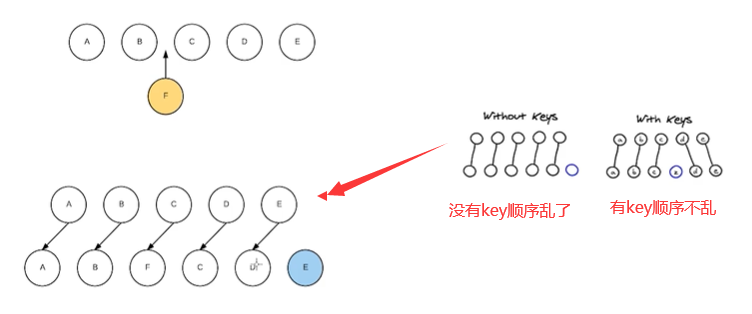 A B C D E
F
Without Keys
With Keys
a b c d e
a b c a d e
没有key顺序乱了
有key顺序不乱
A B C D E
A B F C D E